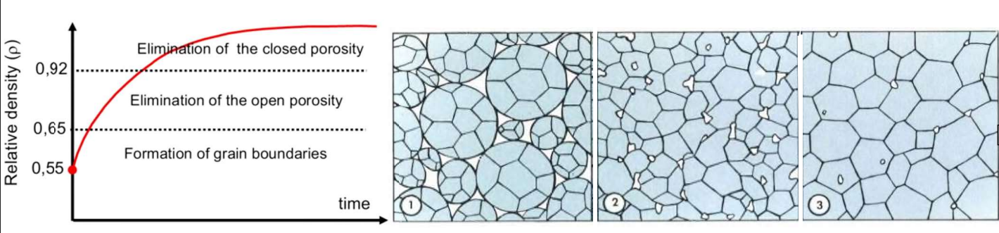 Relative density (ρ)
Elimination of the closed porosity
0,92
Elimination of the open porosity
0,65
Formation of grain boundaries
0,55
time
1
2
3